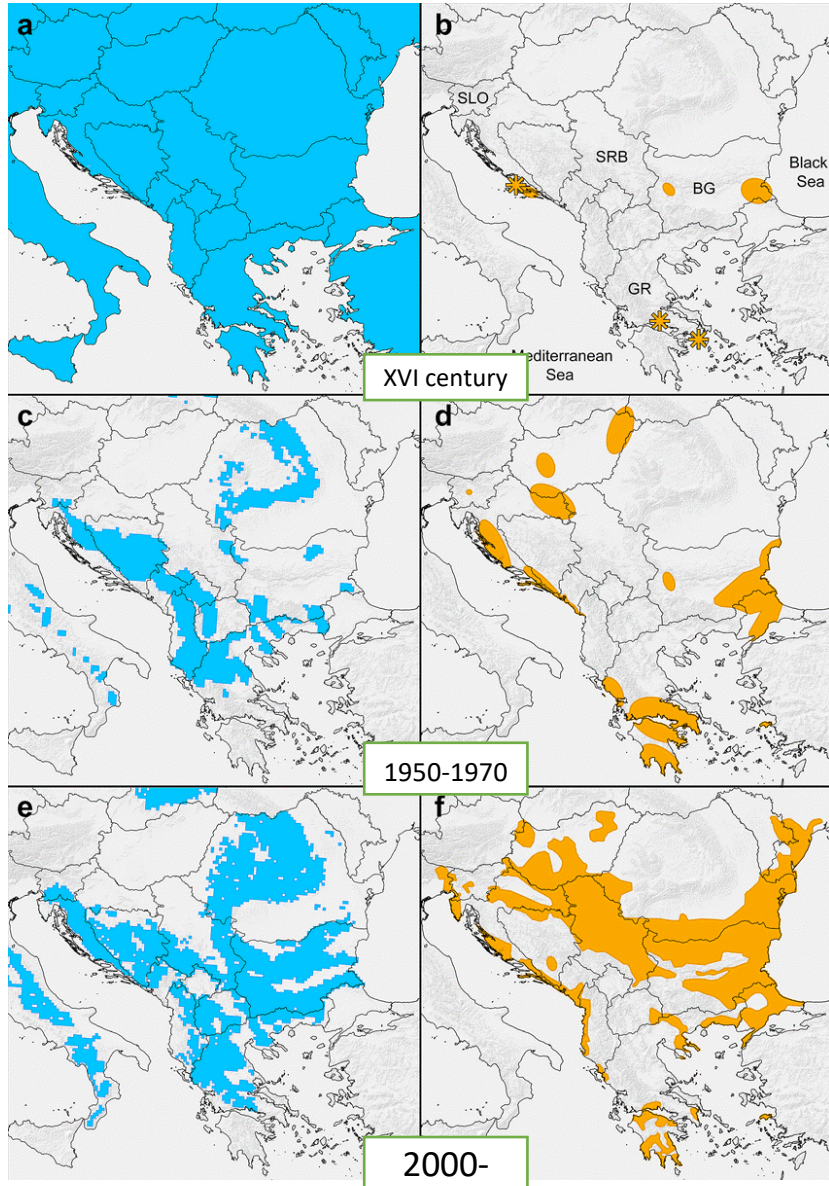 a
b
SLO
SRB
BG
Black
Sea
GR
Mediterranean
Sea
XVI century
c
d
1950-1970
e
f
2000-